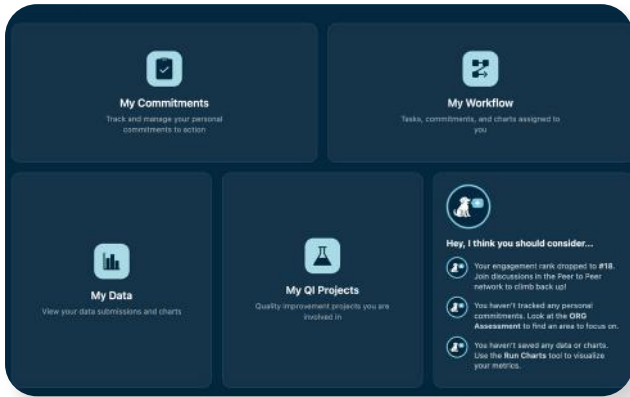 My Commitments
Track and manage your personal
commitments to action
My Workflow
Tasks, commitments, and charts assigned to
you
My Data
View your data submissions and charts
My QI Projects
Quality improvement projects you are
involved in
Hey, I think you should consider...
Your engagement rank dropped to #18.
Join discussions in the Peer to Peer
network to climb back up!
You haven't tracked any personal
commitments. Look at the ORG
Assessment to find an area to focus on.
You haven't saved any data or charts.
Use the Run Charts tool to visualize
your metrics.